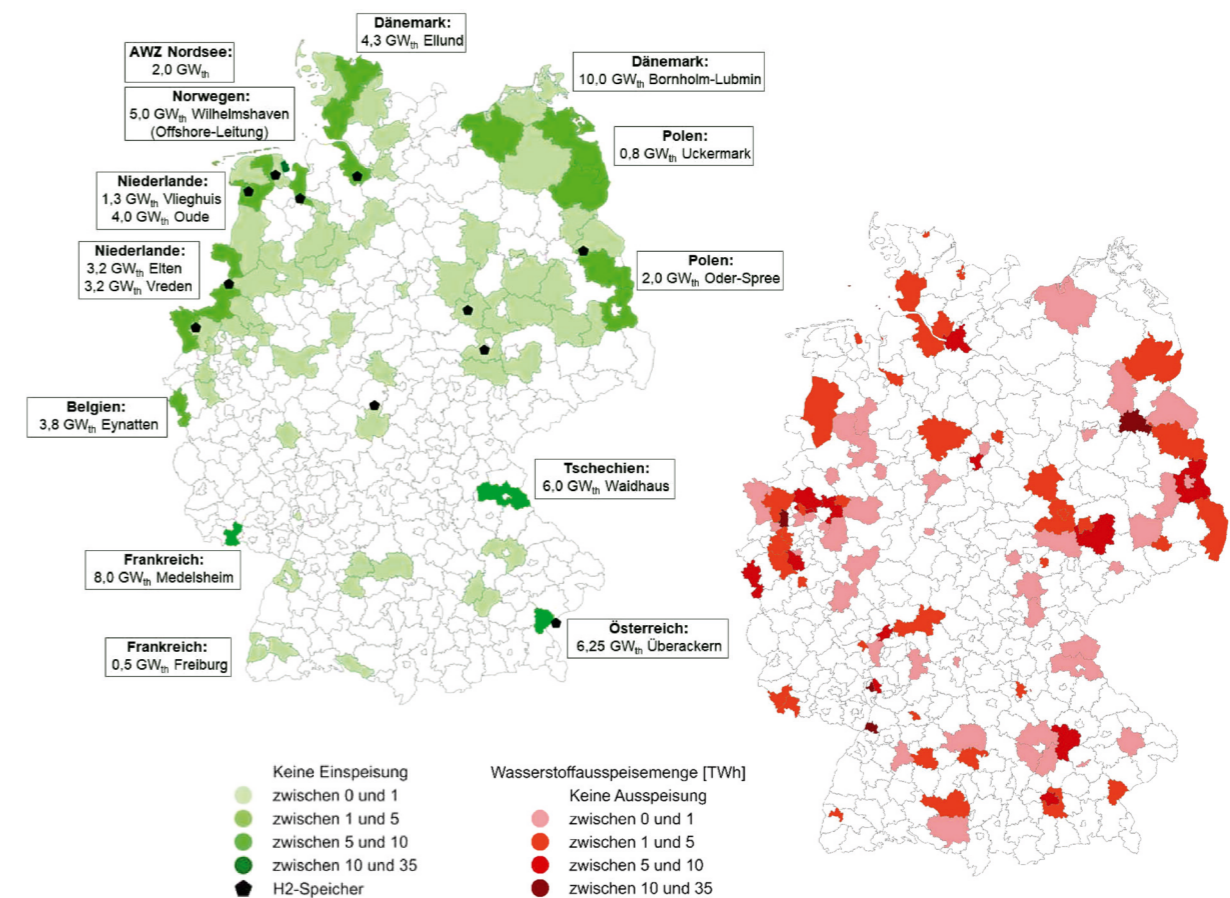 Dänemark:
4,3 GWth Ellund
AWZ Nordsee:
2,0 GWth
Dänemark:
10,0 GWth Bornholm-Lubmin
Norwegen:
5,0 GWth Wilhelmshaven
(Offshore-Leitung)
Polen:
0,8 GWth Uckermark
Niederlande:
1,3 GWth Vlieghuis
4,0 GWth Oude
Niederlande:
3,2 GWth Elten
3,2 GWth Vreden
Polen:
2,0 GWth Oder-Spree
Belgien:
3,8 GWth Eynatten
Tschechien:
6,0 GWth Waidhaus
Frankreich:
8,0 GWth Medelsheim
Frankreich:
0,5 GWth Freiburg
Österreich:
6,25 GWth Überackern
Keine Einspeisung
zwischen 0 und 1
zwischen 1 und 5
zwischen 5 und 10
zwischen 10 und 35
H2-Speicher
Wasserstoffausspeisemenge [TWh]
Keine Ausspeisung
zwischen 0 und 1
zwischen 1 und 5
zwischen 5 und 10
zwischen 10 und 35